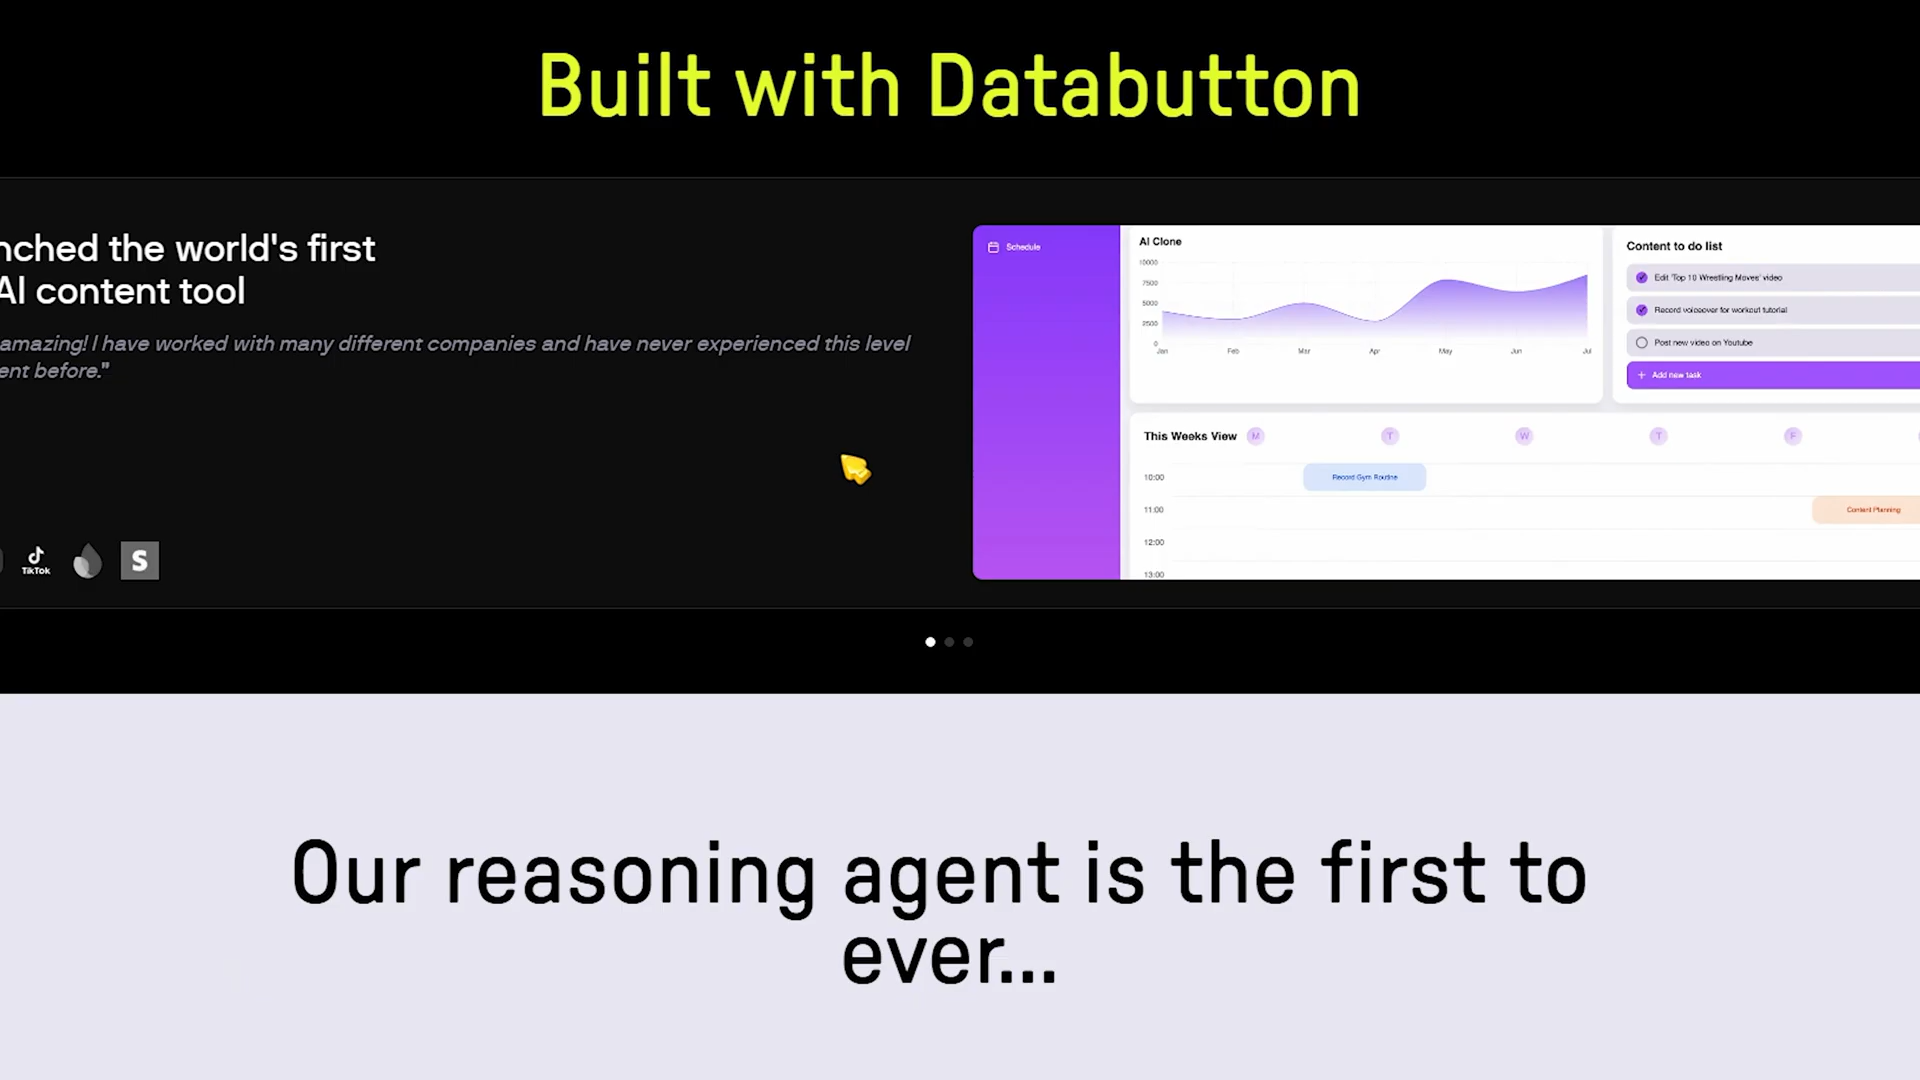 Built with Databutton
nched the world's first
AI content tool
amazing! I have worked with many different companies and have never experienced this level
ent before."
TikTok
S
Schedule
AI Clone
10000
7500
5000
2500
0
Jan Feb Mar Apr May Jun Jul
Content to do list
Edit 'Top 10 Wrestling Moves' video
Record voiceover for workout tutorial
Post new video on Youtube
+ Add new task
This Weeks View M T W T F
10:00 Record Gym Routine
11:00 Content Planning
12:00
13:00
Our reasoning agent is the first to
ever...